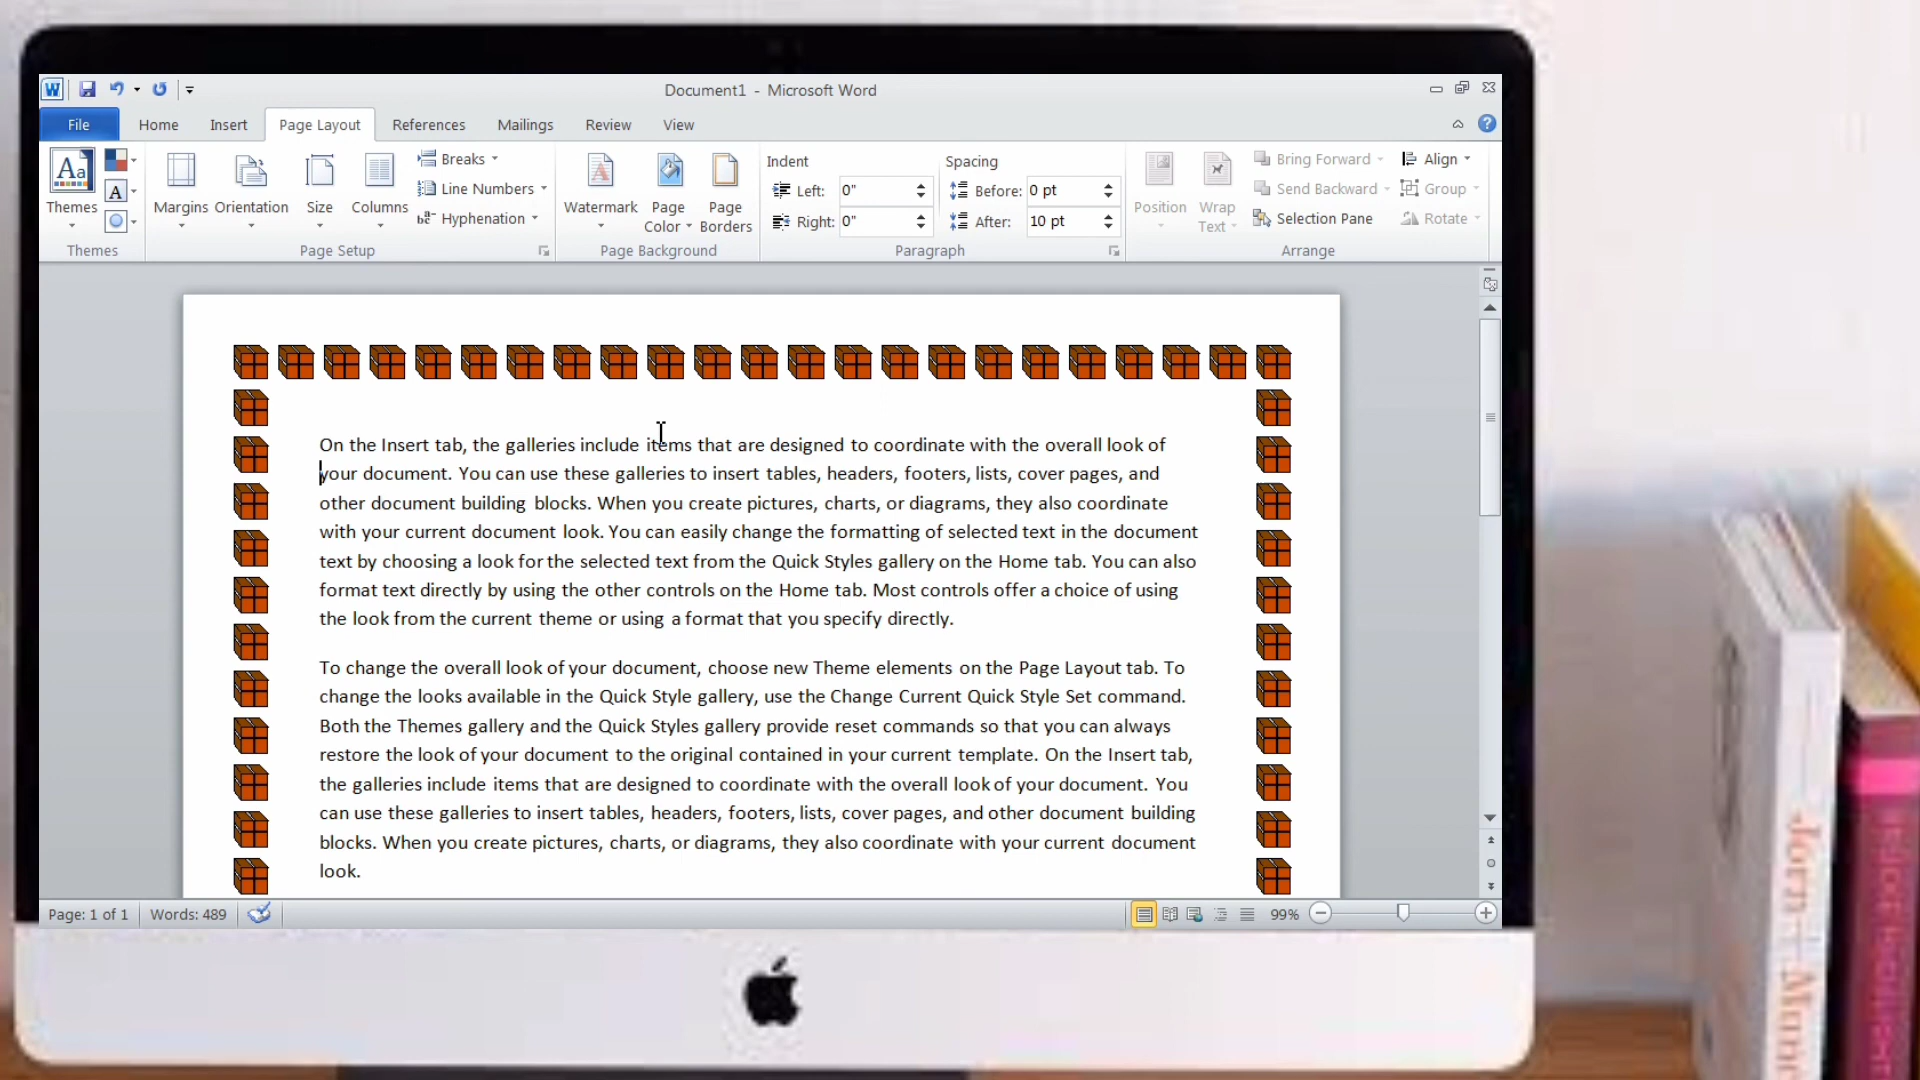 W
Document1 - Microsoft Word
File Home Insert Page Layout References Mailings Review View
Aa
Themes
A
Themes
Margins Orientation Size Columns
Breaks
Line Numbers
Hyphenation
Page Setup
Watermark Page Color Page Borders
Page Background
Indent Spacing
Left: 0" Before: 0 pt
Right: 0" After: 10 pt
Paragraph
Position Wrap Text
Bring Forward Align
Send Backward Group
Selection Pane Rotate
Arrange
On the Insert tab, the galleries include items that are designed to coordinate with the overall look of
your document. You can use these galleries to insert tables, headers, footers, lists, cover pages, and
other document building blocks. When you create pictures, charts, or diagrams, they also coordinate
with your current document look. You can easily change the formatting of selected text in the document
text by choosing a look for the selected text from the Quick Styles gallery on the Home tab. You can also
format text directly by using the other controls on the Home tab. Most controls offer a choice of using
the look from the current theme or using a format that you specify directly.
To change the overall look of your document, choose new Theme elements on the Page Layout tab. To
change the looks available in the Quick Style gallery, use the Change Current Quick Style Set command.
Both the Themes gallery and the Quick Styles gallery provide reset commands so that you can always
restore the look of your document to the original contained in your current template. On the Insert tab,
the galleries include items that are designed to coordinate with the overall look of your document. You
can use these galleries to insert tables, headers, footers, lists, cover pages, and other document building
blocks. When you create pictures, charts, or diagrams, they also coordinate with your current document
look.
Page: 1 of 1 Words: 489 99%